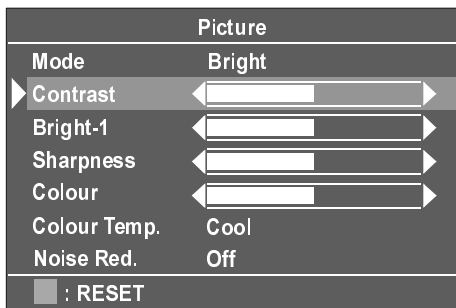 Picture
Mode Bright
Contrast
Bright-1
Sharpness
Colour
Colour Temp. Cool
Noise Red. Off
: RESET